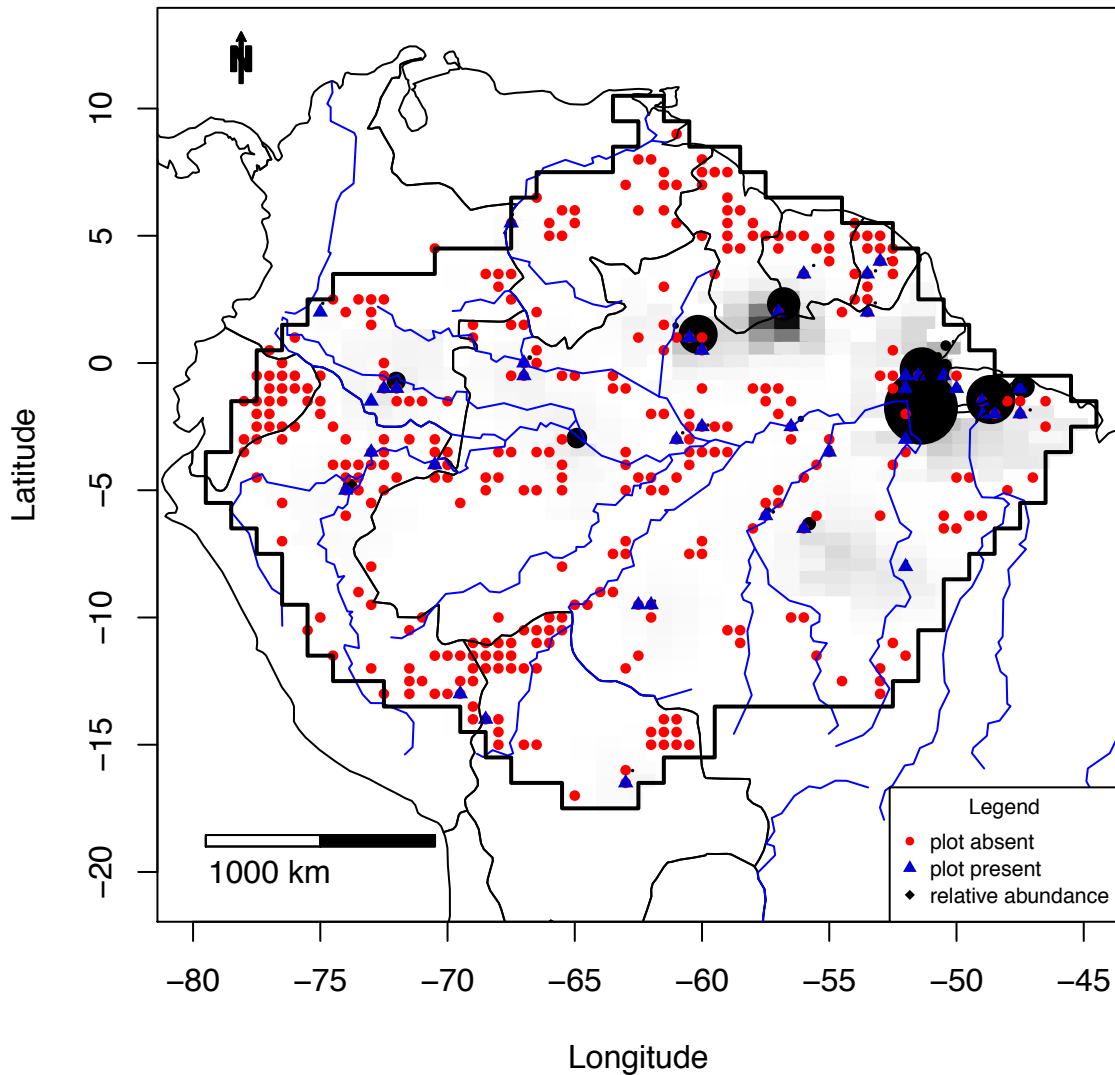 N
10
5
0
−5
−10
−15
−20
Latitude
1000 km
Legend
plot absent
plot present
relative abundance
−80
−75
−70
−65
−60
−55
−50
−45
Longitude